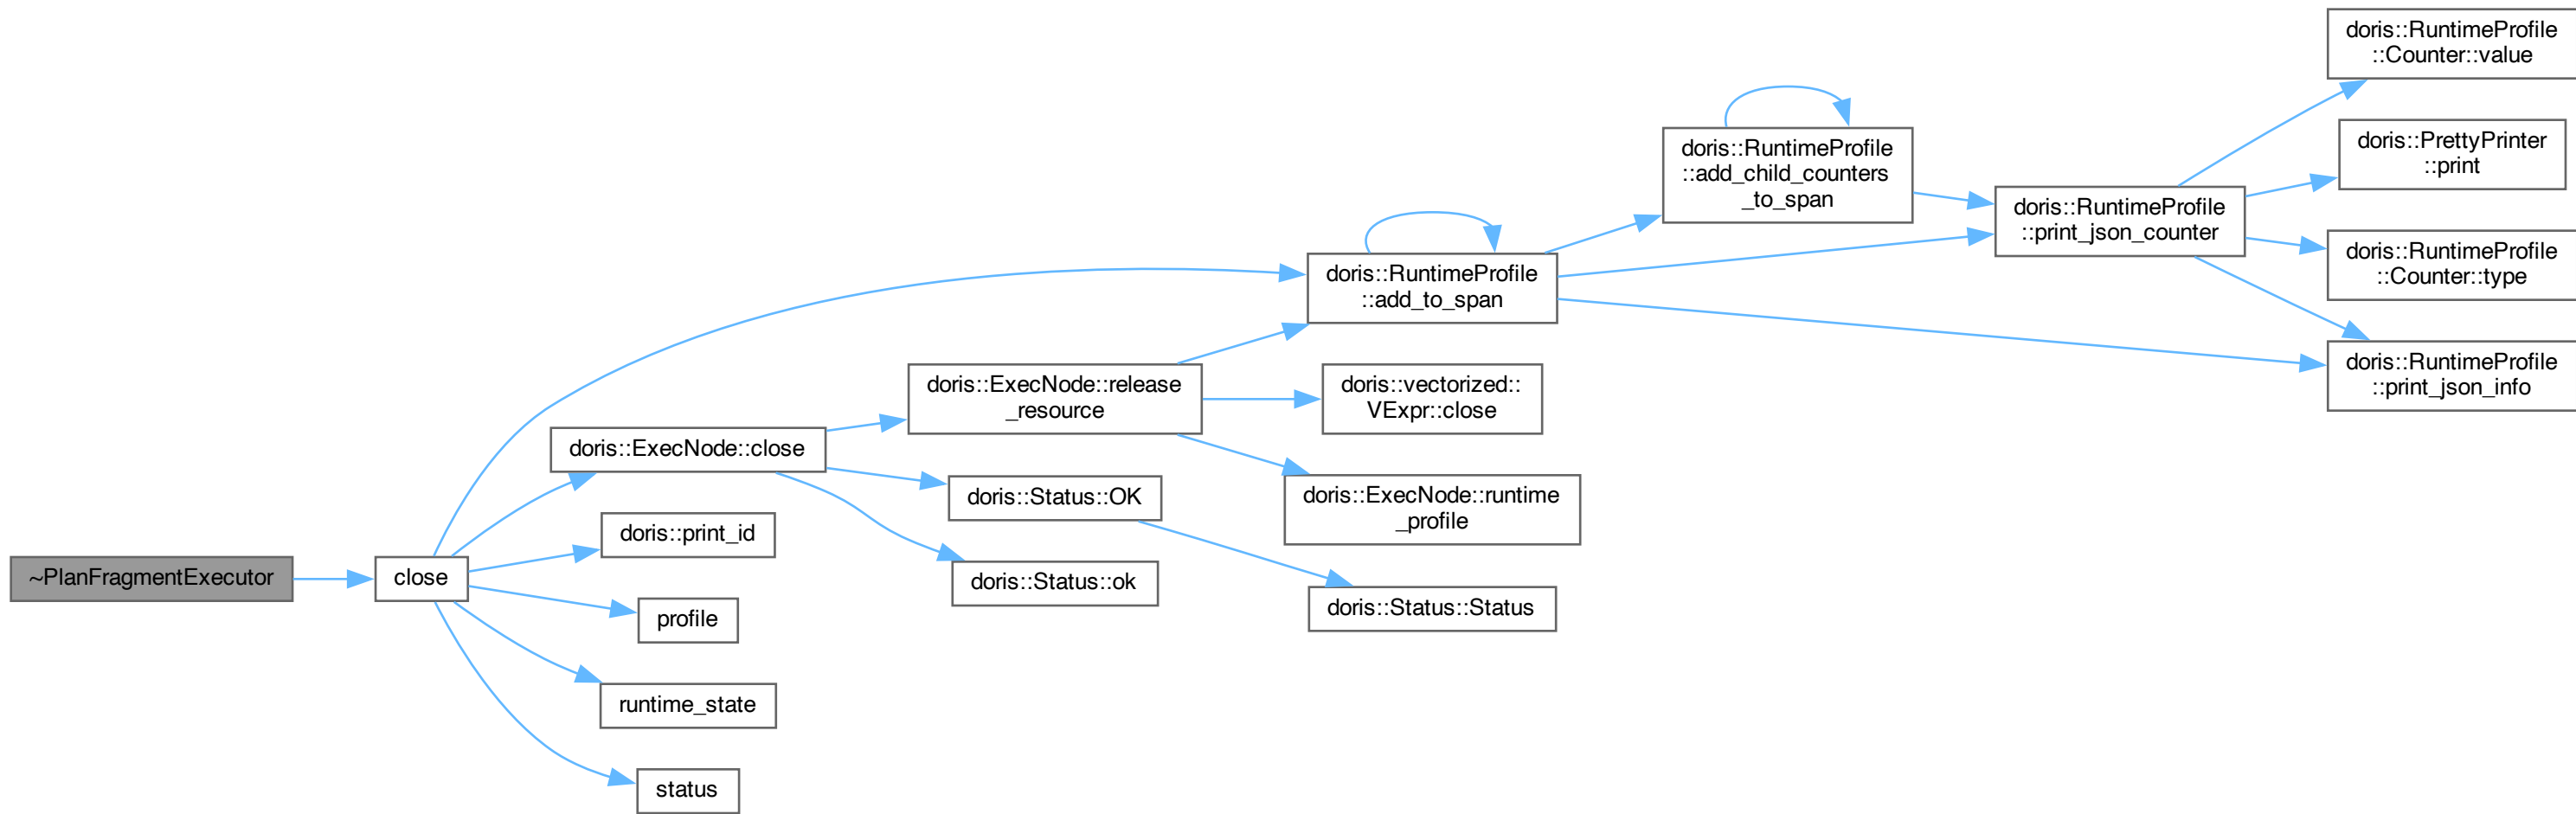 ~PlanFragmentExecutor
close
doris::RuntimeProfile
::add_to_span
doris::ExecNode::close
doris::print_id
profile
runtime_state
status
doris::ExecNode::release
_resource
doris::Status::OK
doris::Status::ok
doris::vectorized::
VExpr::close
doris::ExecNode::runtime
_profile
doris::Status::Status
doris::RuntimeProfile
::add_child_counters
_to_span
doris::RuntimeProfile
::print_json_counter
doris::RuntimeProfile
::Counter::value
doris::PrettyPrinter
::print
doris::RuntimeProfile
::Counter::type
doris::RuntimeProfile
::print_json_info